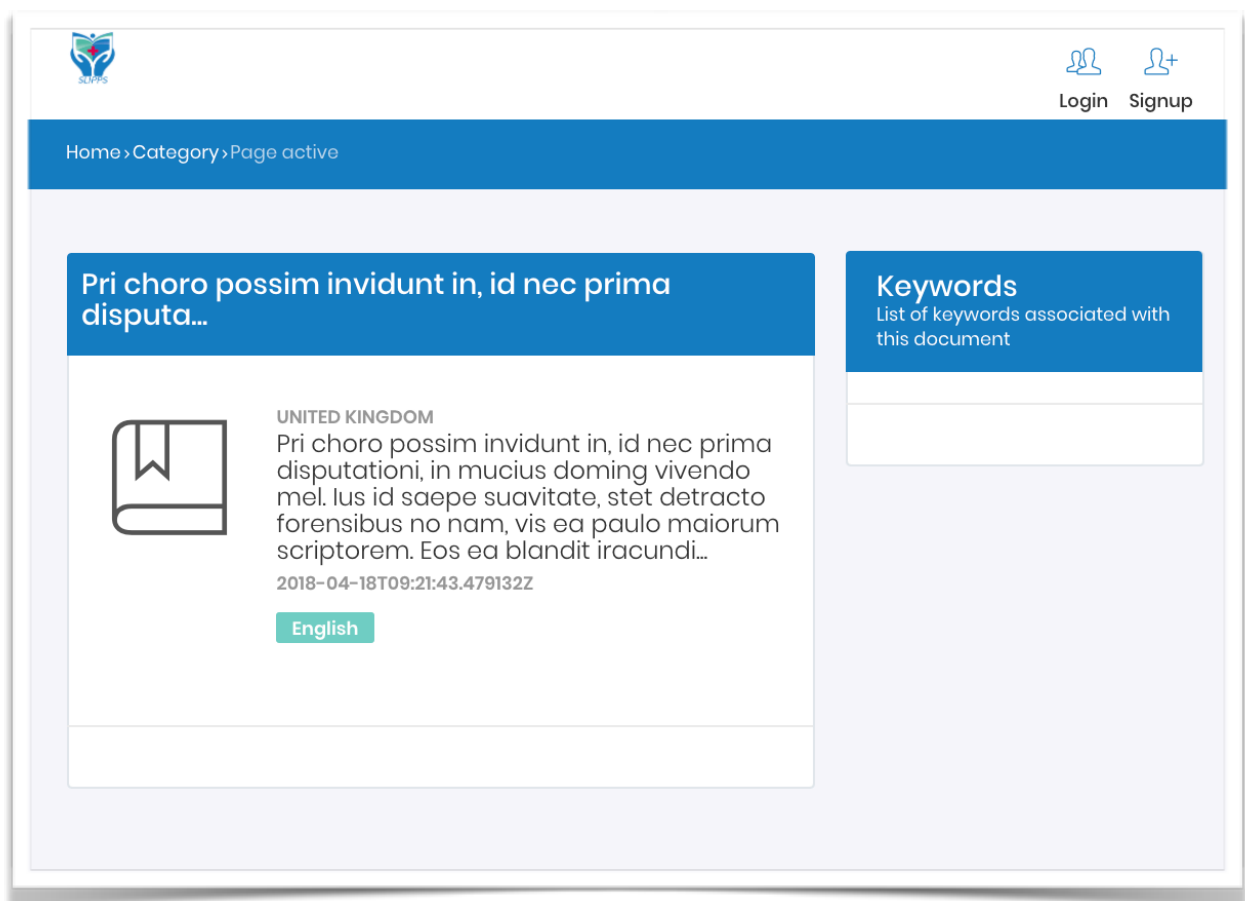 SLIPPS
Login Signup
Home › Category › Page active
Pri choro possim invidunt in, id nec prima
disputa...
UNITED KINGDOM
Pri choro possim invidunt in, id nec prima
disputationi, in mucius doming vivendo
mel. Ius id saepe suavitate, stet detracto
forensibus no nam, vis ea paulo maiorum
scriptorem. Eos ea blandit iracundi...
2018-04-18T09:21:43.479132Z
English
Keywords
List of keywords associated with
this document